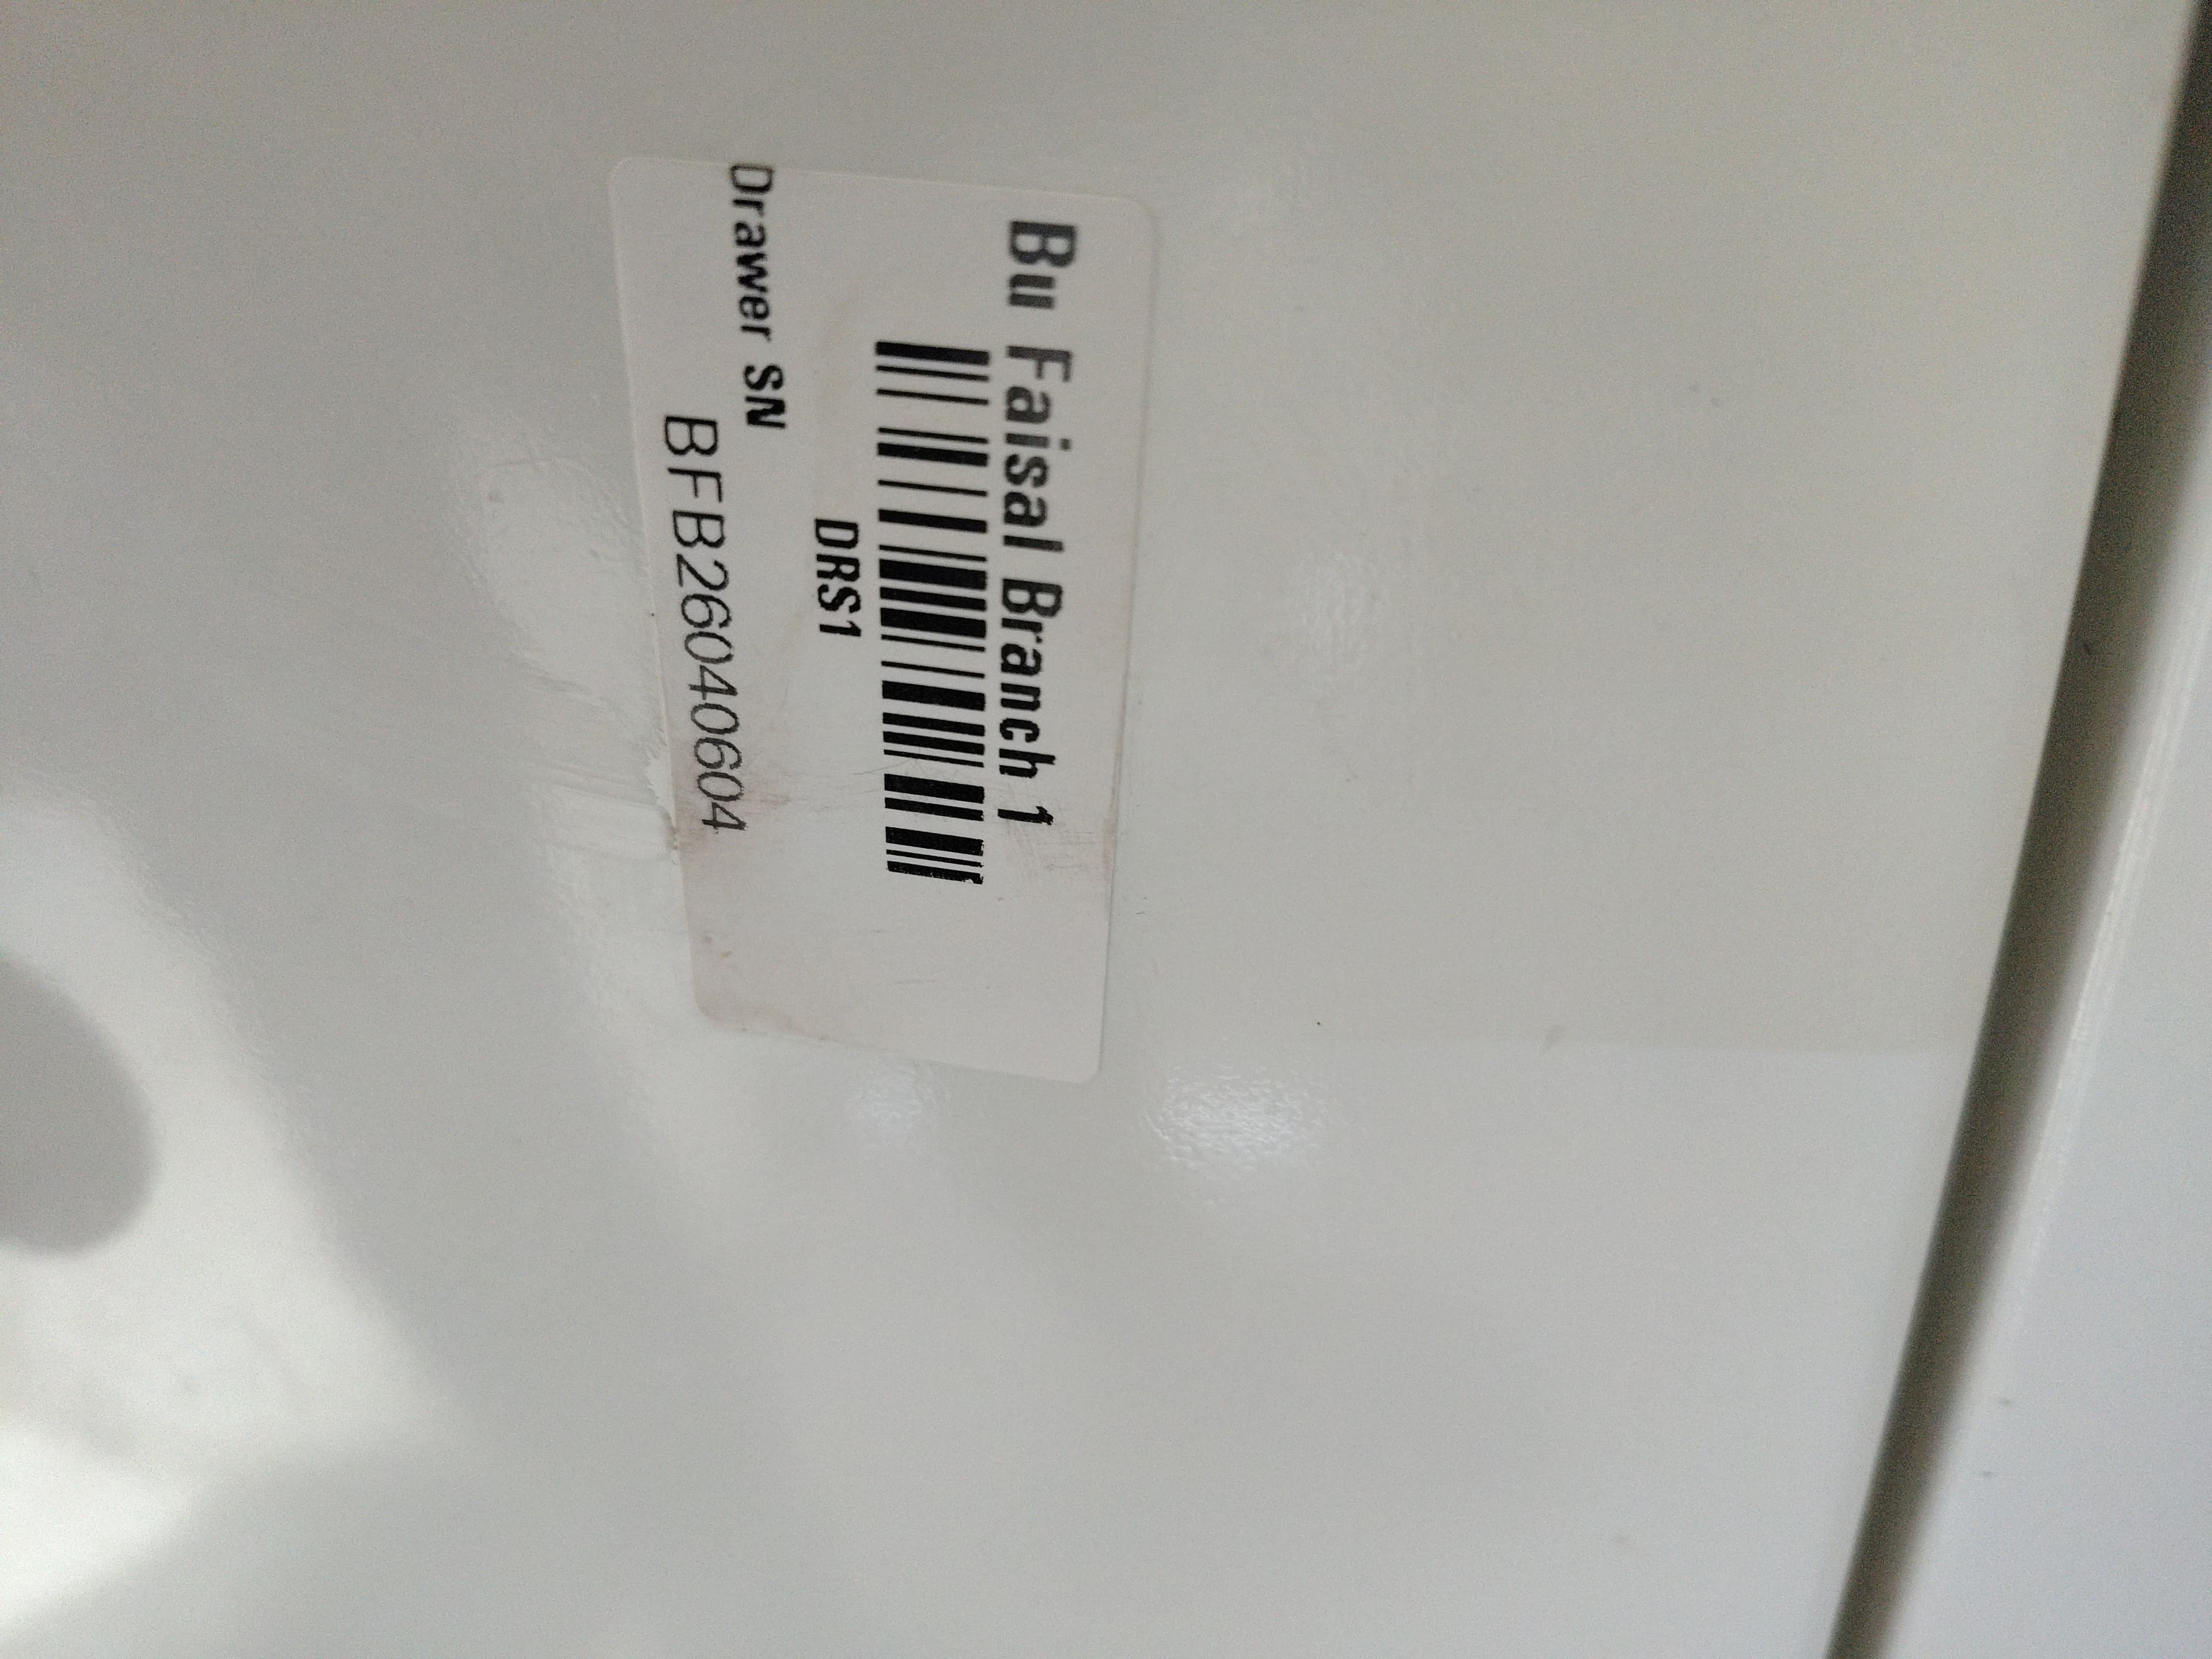 Bu Faisal Branch 1
DRS1
Drawer SN
BFB26040604